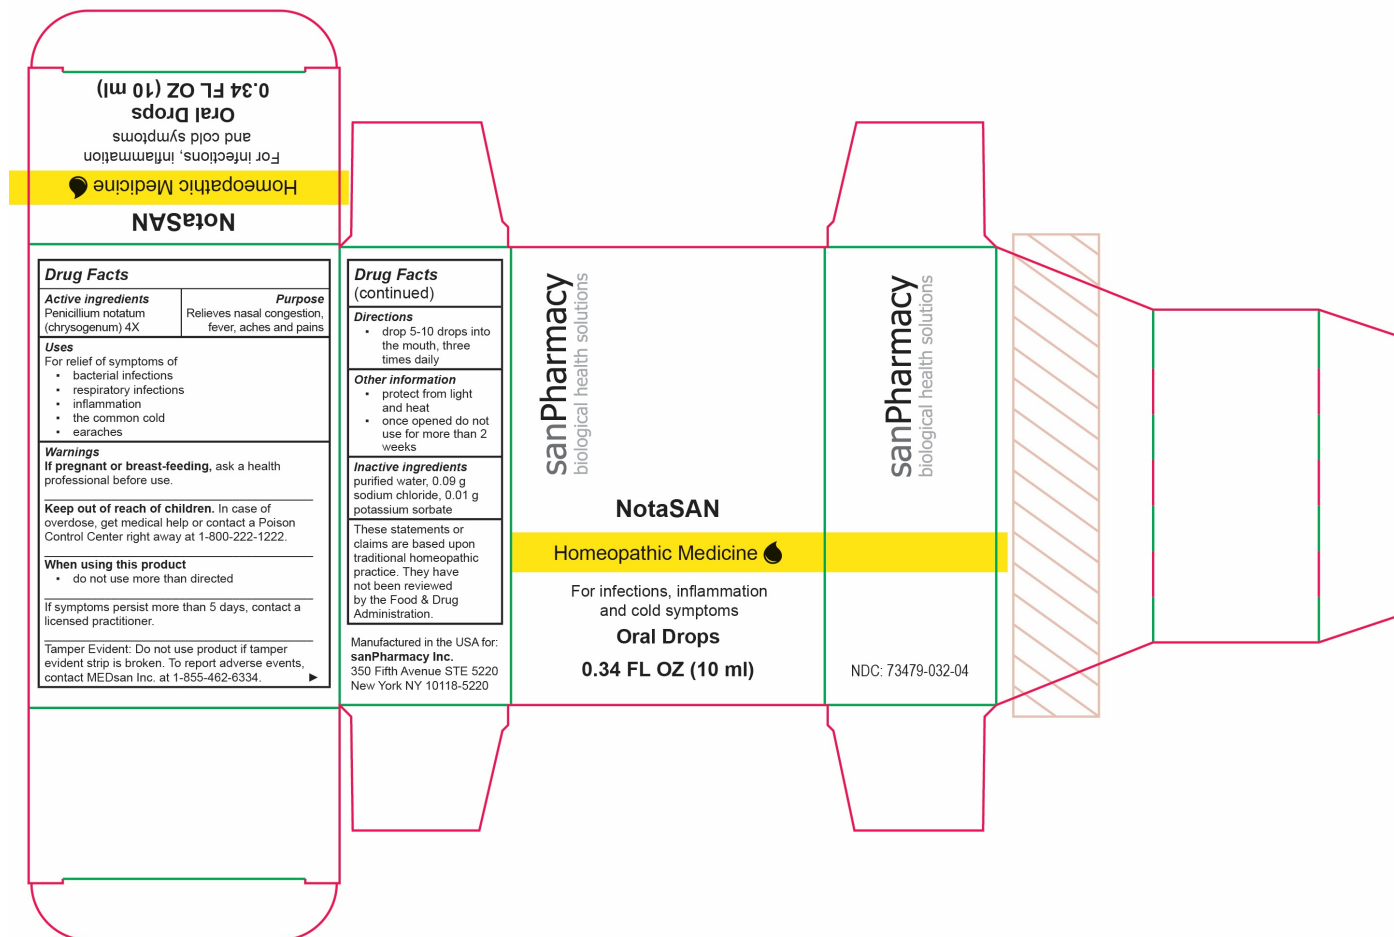 0.34 FL OZ (10 ml)
Oral Drops
and cold symptoms
For infections, inflammation
Homeopathic Medicine
NotaSAN
Drug Facts
Active ingredients Purpose
Penicillium notatum Relieves nasal congestion,
(chrysogenum) 4X fever, aches and pains
Uses
For relief of symptoms of
▪ bacterial infections
▪ respiratory infections
▪ inflammation
▪ the common cold
▪ earaches
Warnings
If pregnant or breast-feeding, ask a health
professional before use.
Keep out of reach of children. In case of
overdose, get medical help or contact a Poison
Control Center right away at 1-800-222-1222.
When using this product
▪ do not use more than directed
If symptoms persist more than 5 days, contact a
licensed practitioner.
Tamper Evident: Do not use product if tamper
evident strip is broken. To report adverse events,
contact MEDsan Inc. at 1-855-462-6334. ►
Drug Facts
(continued)
Directions
▪ drop 5-10 drops into
the mouth, three
times daily
Other information
▪ protect from light
and heat
▪ once opened do not
use for more than 2
weeks
Inactive ingredients
purified water, 0.09 g
sodium chloride, 0.01 g
potassium sorbate
These statements or
claims are based upon
traditional homeopathic
practice. They have
not been reviewed
by the Food & Drug
Administration.
Manufactured in the USA for:
sanPharmacy Inc.
350 Fifth Avenue STE 5220
New York NY 10118-5220
sanPharmacy
biological health solutions
NotaSAN
Homeopathic Medicine
For infections, inflammation
and cold symptoms
Oral Drops
0.34 FL OZ (10 ml)
sanPharmacy
biological health solutions
NDC: 73479-032-04